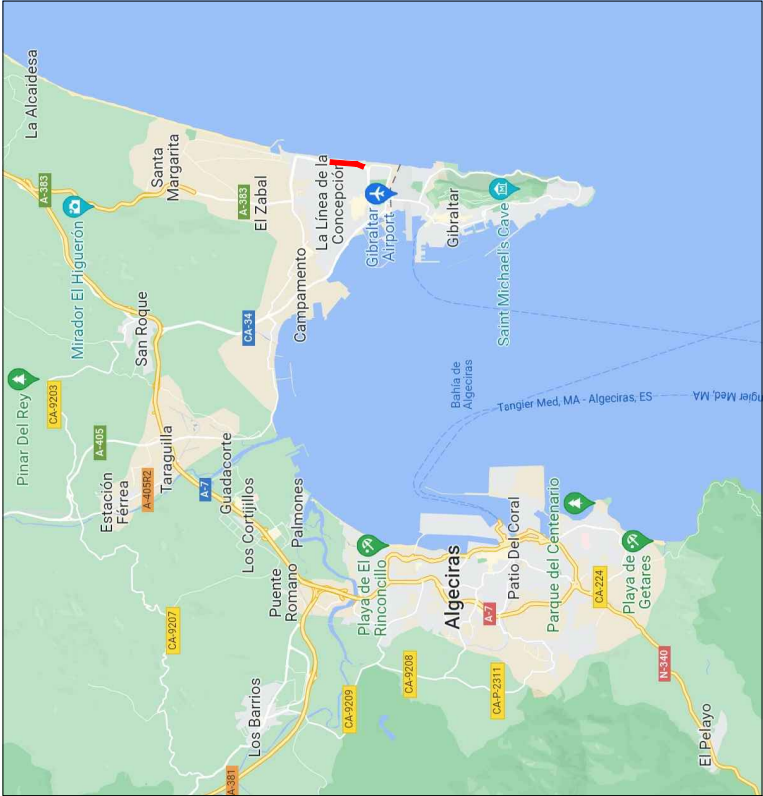 La Alcaidesa
A-383
Santa
Margarita
Mirador El Higuerón
A-383
El Zabal
La Línea de la
Concepción
Gibraltar
Airport
Gibraltar
Saint Michael's Cave
San Roque
CA-34
Campamento
Pinar Del Rey
CA-9203
A-405
Estación
Férrea
A-405R2
Taraguilla
A-7
Guadacorte
Los Cortijillos
Palmones
Bahía de
Algeciras
Tangier Med, MA - Algeciras, ES
CA-9207
Puente
Romano
Playa de El
Rinconcillo
Algeciras
Patio Del Coral
Parque del Centenario
A-7
CA-224
Playa de
Getares
Los Barrios
CA-9209
CA-9208
CA-P-2311
N-340
A-381
El Pelayo